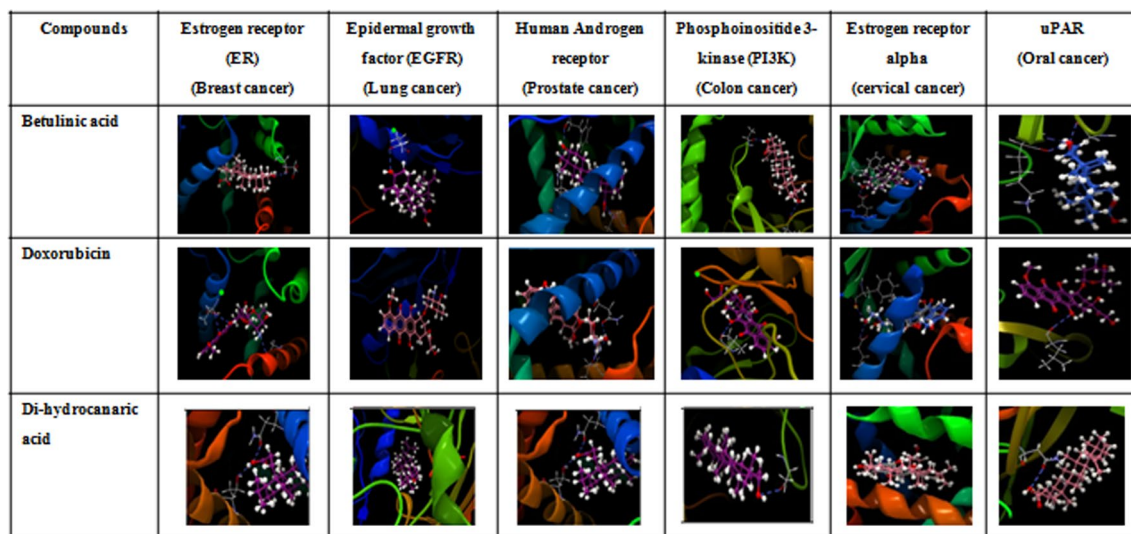 Compounds
Estrogen receptor
(ER)
(Breast cancer)
Epidermal growth
factor (EGFR)
(Lung cancer)
Human Androgen
receptor
(Prostate cancer)
Phosphoinositide 3-
kinase (PI3K)
(Colon cancer)
Estrogen receptor
alpha
(cervical cancer)
uPAR
(Oral cancer)
Betulinic acid
Doxorubicin
Di-hydrocanaric
acid